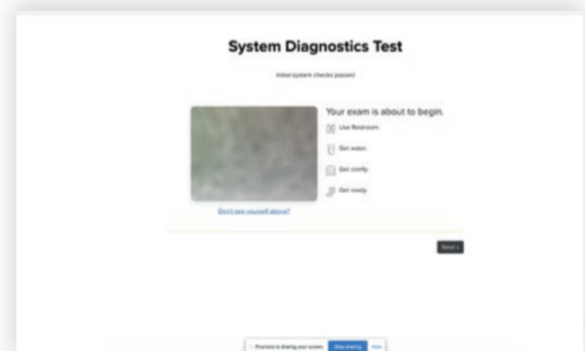 System Diagnostics Test
Initial system checks passed
Your exam is about to begin.
Use Restroom.
Get water.
Get comfy.
Get ready.
Don't see yourself above?
Next »
Proctorio is sharing your screen.
Stop sharing
Hide